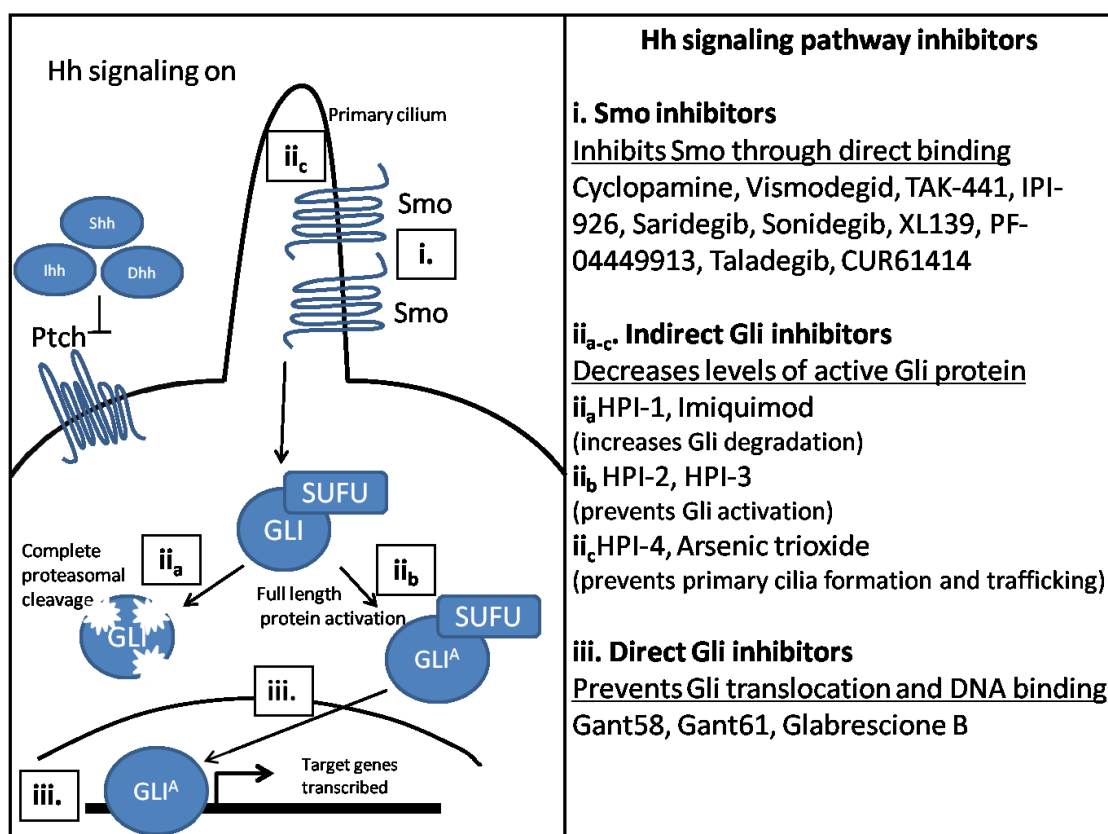 Hh signaling on
Primary cilium
ii_c
Smo
i.
Smo
Shh
Ihh
Dhh
Ptch
SUFU
GLI
Complete
proteasomal
cleavage
ii_a
Full length
protein activation
ii_b
GLI
SUFU
GLI^A
iii.
iii.
GLI^A
Target genes
transcribed
Hh signaling pathway inhibitors
i. Smo inhibitors
Inhibits Smo through direct binding
Cyclopamine, Vismodegid, TAK-441, IPI-
926, Saridegib, Sonidegib, XL139, PF-
04449913, Taladegib, CUR61414
ii_a-c. Indirect Gli inhibitors
Decreases levels of active Gli protein
ii_aHPI-1, Imiquimod
(increases Gli degradation)
ii_b HPI-2, HPI-3
(prevents Gli activation)
ii_cHPI-4, Arsenic trioxide
(prevents primary cilia formation and trafficking)
iii. Direct Gli inhibitors
Prevents Gli translocation and DNA binding
Gant58, Gant61, Glabrescione B